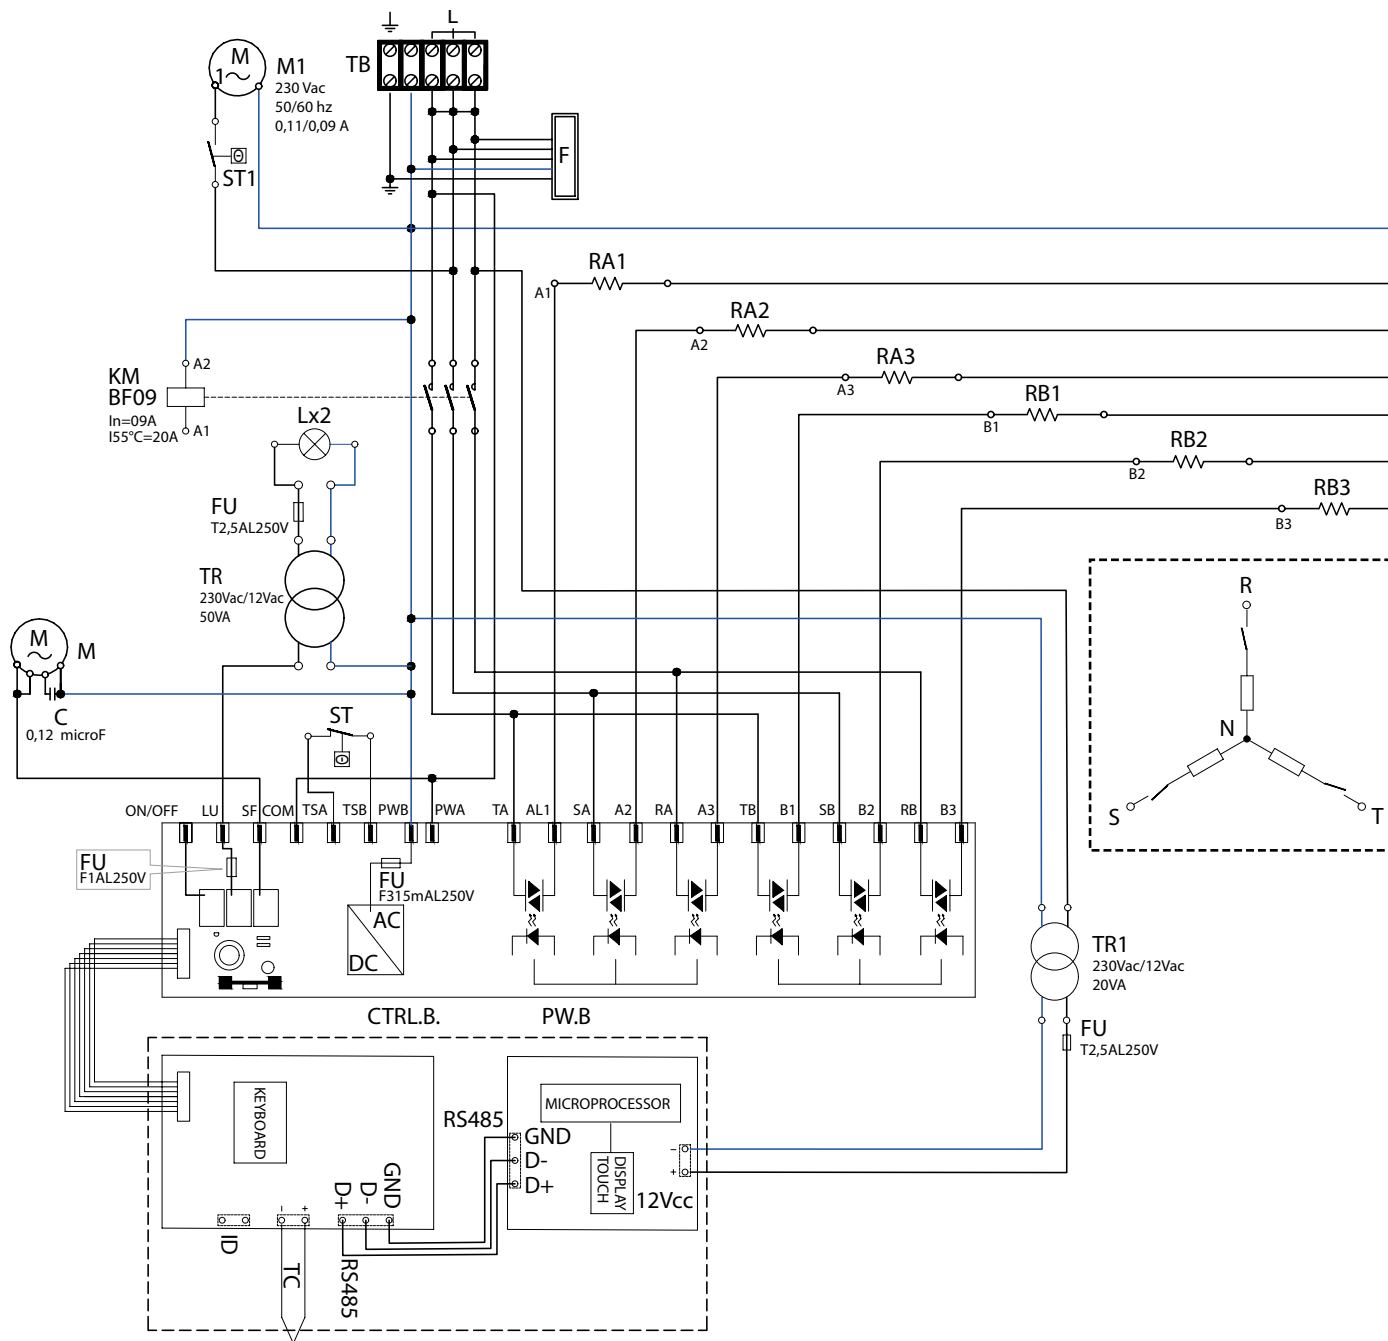 L
TB
M
1
M1
230 Vac
50/60 hz
0,11/0,09 A
F
ST1
RA1
A1
RA2
A2
RA3
A3
RB1
B1
RB2
B2
RB3
B3
KM
BF09
In=09A
I55°C=20A
A2
A1
Lx2
FU
T2,5AL250V
TR
230Vac/12Vac
50VA
M
M
C
0,12 microF
ST
R
N
S
T
ON/OFF LU SF COM TSA TSB PWB PWA TA AL1 SA A2 RA A3 TB B1 SB B2 RB B3
FU
F1AL250V
FU
F315mAL250V
AC
DC
TR1
230Vac/12Vac
20VA
FU
T2,5AL250V
CTRL.B. PW.B
KEYBOARD
RS485
MICROPROCESSOR
GND
D-
D+
DISPLAY
TOUCH
-
+
12Vcc
ID
- +
TC
D+ D- GND
RS485